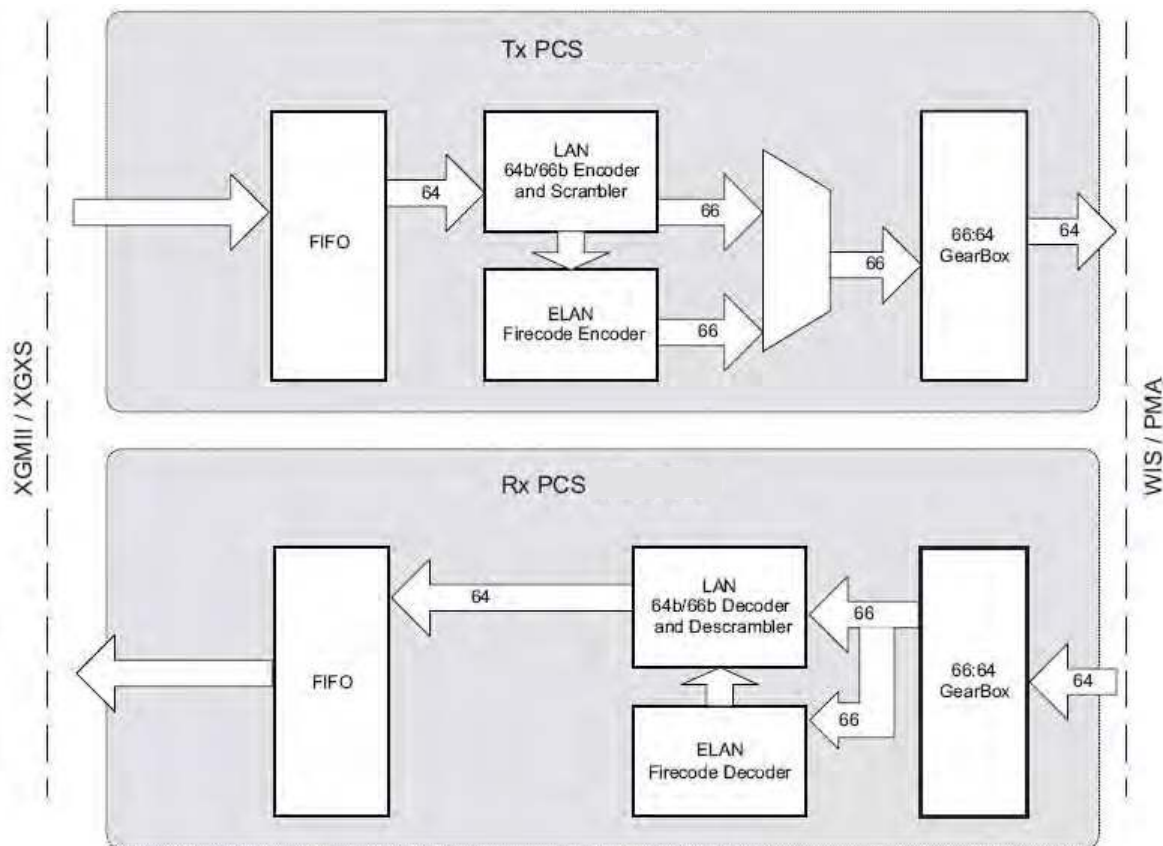 Tx PCS
XGMII / XGXS
FIFO
64
LAN
64b/66b Encoder
and Scrambler
66
ELAN
Firecode Encoder
66
66
66:64
GearBox
64
WIS / PMA
Rx PCS
FIFO
64
LAN
64b/66b Decoder
and Descrambler
66
ELAN
Firecode Decoder
66
66:64
GearBox
64